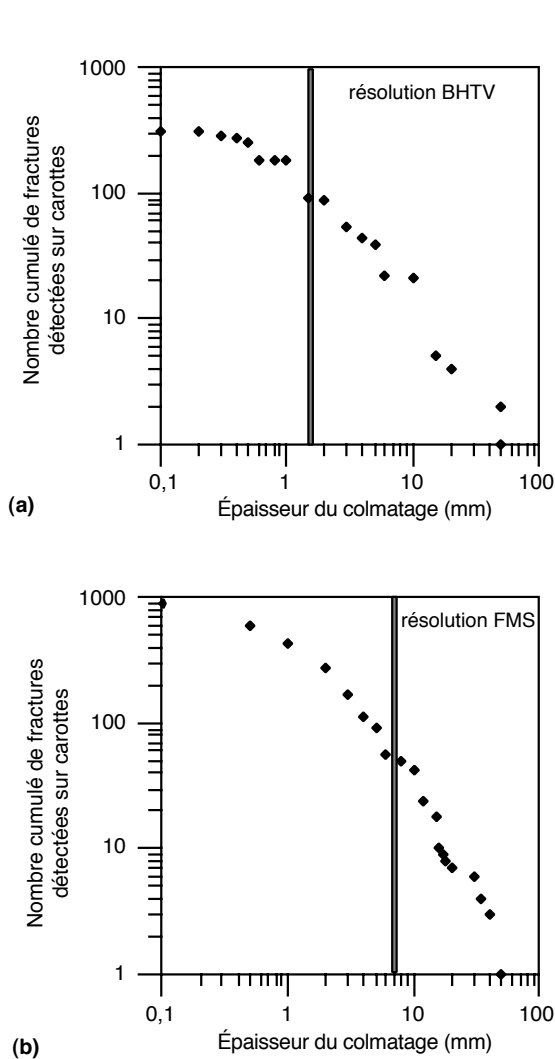 1000
résolution BHTV
100
10
1
0,1 1 10 100
Nombre cumulé de fractures
détectées sur carottes
Épaisseur du colmatage (mm)
(a)
1000
résolution FMS
100
10
1
0,1 1 10 100
Nombre cumulé de fractures
détectées sur carottes
Épaisseur du colmatage (mm)
(b)